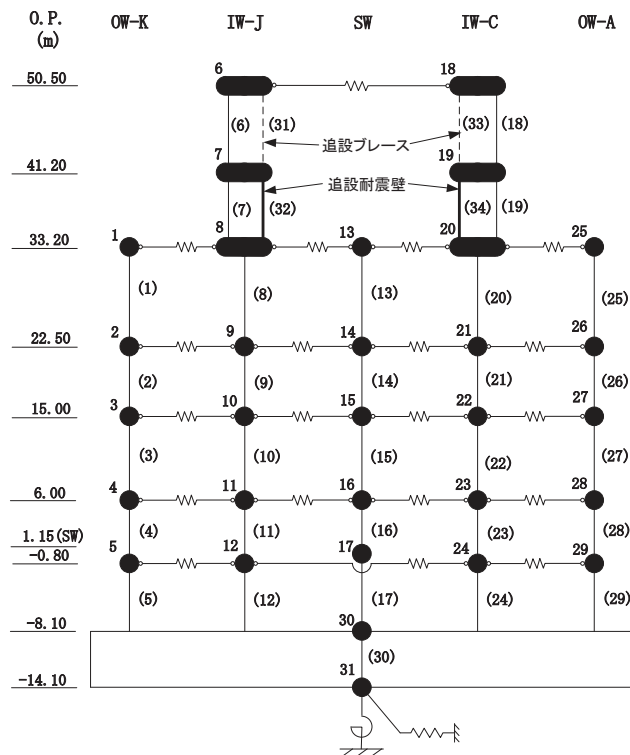 O.P. OW-K IW-J SW IW-C OW-A
(m)
6 18
50.50
(6) (31) (33) (18)
追設ブレース
7 19
41.20
追設耐震壁
(7) (32) (34) (19)
1 8 13 20 25
33.20
(1) (8) (13) (20) (25)
2 9 14 21 26
22.50
(2) (9) (14) (21) (26)
3 10 15 22 27
15.00
(3) (10) (15) (22) (27)
4 11 16 23 28
6.00
(4) (11) (16) (23) (28)
1.15(SW)
5 12 17 24 29
-0.80
(5) (12) (17) (24) (29)
30
-8.10
(30)
31
-14.10